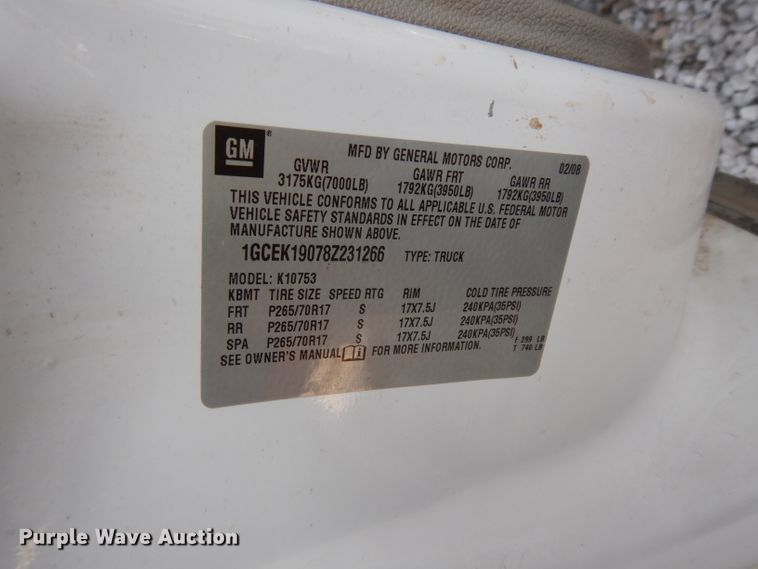 GM ®
MFD BY GENERAL MOTORS CORP. 02/08
GVWR GAWR FRT GAWR RR
3175KG(7000LB) 1792KG(3950LB) 1792KG(3950LB)
THIS VEHICLE CONFORMS TO ALL APPLICABLE U.S. FEDERAL MOTOR
VEHICLE SAFETY STANDARDS IN EFFECT ON THE DATE OF
MANUFACTURE SHOWN ABOVE.
1GCEK19078Z231266 TYPE: TRUCK
MODEL: K10753
KBMT TIRE SIZE SPEED RTG RIM COLD TIRE PRESSURE
FRT P265/70R17 S 17X7.5J 240KPA(35PSI)
RR P265/70R17 S 17X7.5J 240KPA(35PSI)
SPA P265/70R17 S 17X7.5J 240KPA(35PSI)
SEE OWNER'S MANUAL FOR MORE INFORMATION.
F 299 LB
T 740 LB
Purple Wave Auction